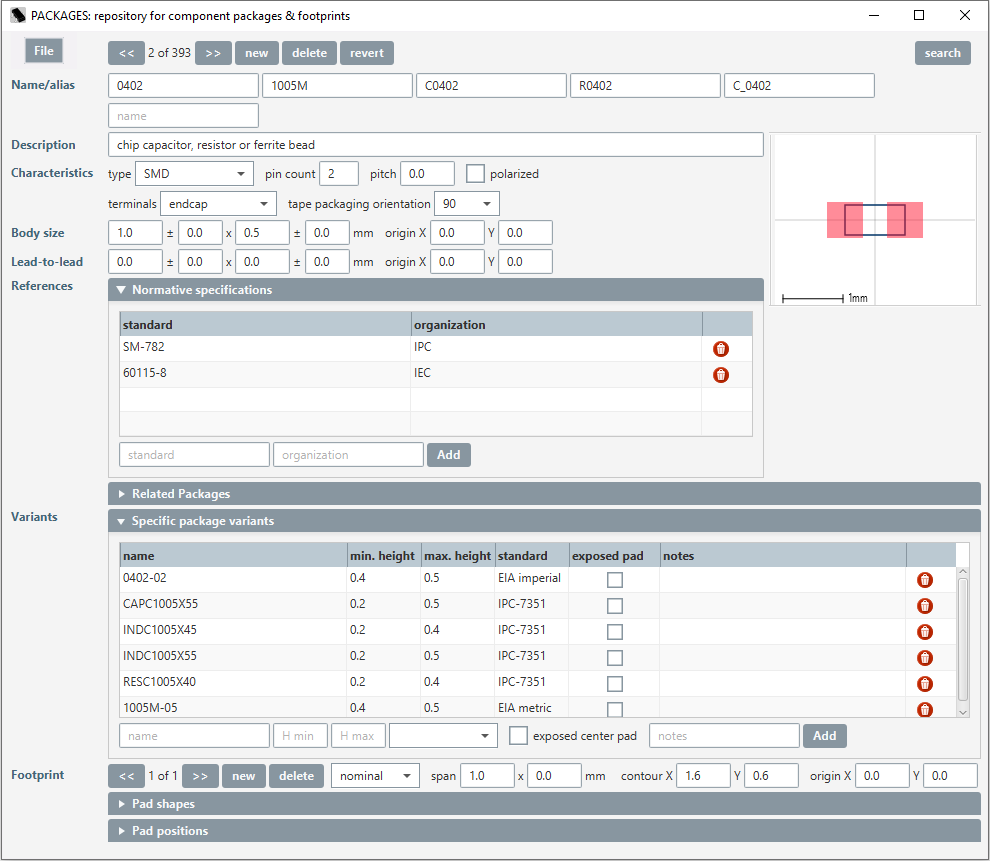 PACKAGES: repository for component packages & footprints
File << 2 of 393 >> new delete revert search
Name/alias 0402 1005M C0402 R0402 C_0402
name
Description chip capacitor, resistor or ferrite bead
Characteristics type SMD pin count 2 pitch 0.0 polarized
terminals endcap tape packaging orientation 90
Body size 1.0 ± 0.0 x 0.5 ± 0.0 mm origin X 0.0 Y 0.0
Lead-to-lead 0.0 ± 0.0 x 0.0 ± 0.0 mm origin X 0.0 Y 0.0
1mm
References Normative specifications
standard organization
SM-782 IPC
60115-8 IEC
standard organization Add
Related Packages
Variants Specific package variants
name min. height max. height standard exposed pad notes
0402-02 0.4 0.5 EIA imperial
CAPC1005X55 0.2 0.5 IPC-7351
INDC1005X45 0.2 0.4 IPC-7351
INDC1005X55 0.2 0.5 IPC-7351
RESC1005X40 0.2 0.4 IPC-7351
1005M-05 0.4 0.5 EIA metric
name H min H max exposed center pad notes Add
Footprint << 1 of 1 >> new delete nominal span 1.0 x 0.0 mm contour X 1.6 Y 0.6 origin X 0.0 Y 0.0
Pad shapes
Pad positions